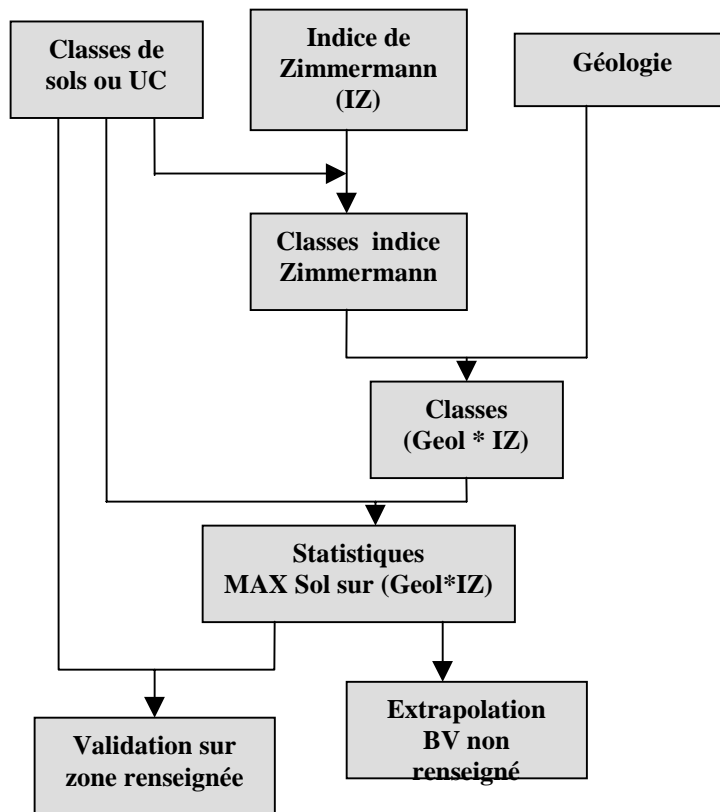 Classes de
sols ou UC
Indice de
Zimmermann
(IZ)
Géologie
Classes indice
Zimmermann
Classes
(Geol * IZ)
Statistiques
MAX Sol sur (Geol*IZ)
Validation sur
zone renseignée
Extrapolation
BV non
renseigné